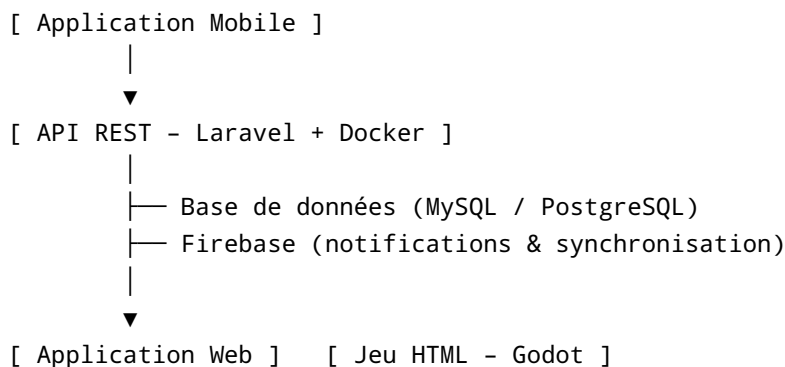 [ Application Mobile ]
[ API REST – Laravel + Docker ]
Base de données (MySQL / PostgreSQL)
Firebase (notifications & synchronisation)
[ Application Web ] [ Jeu HTML – Godot ]